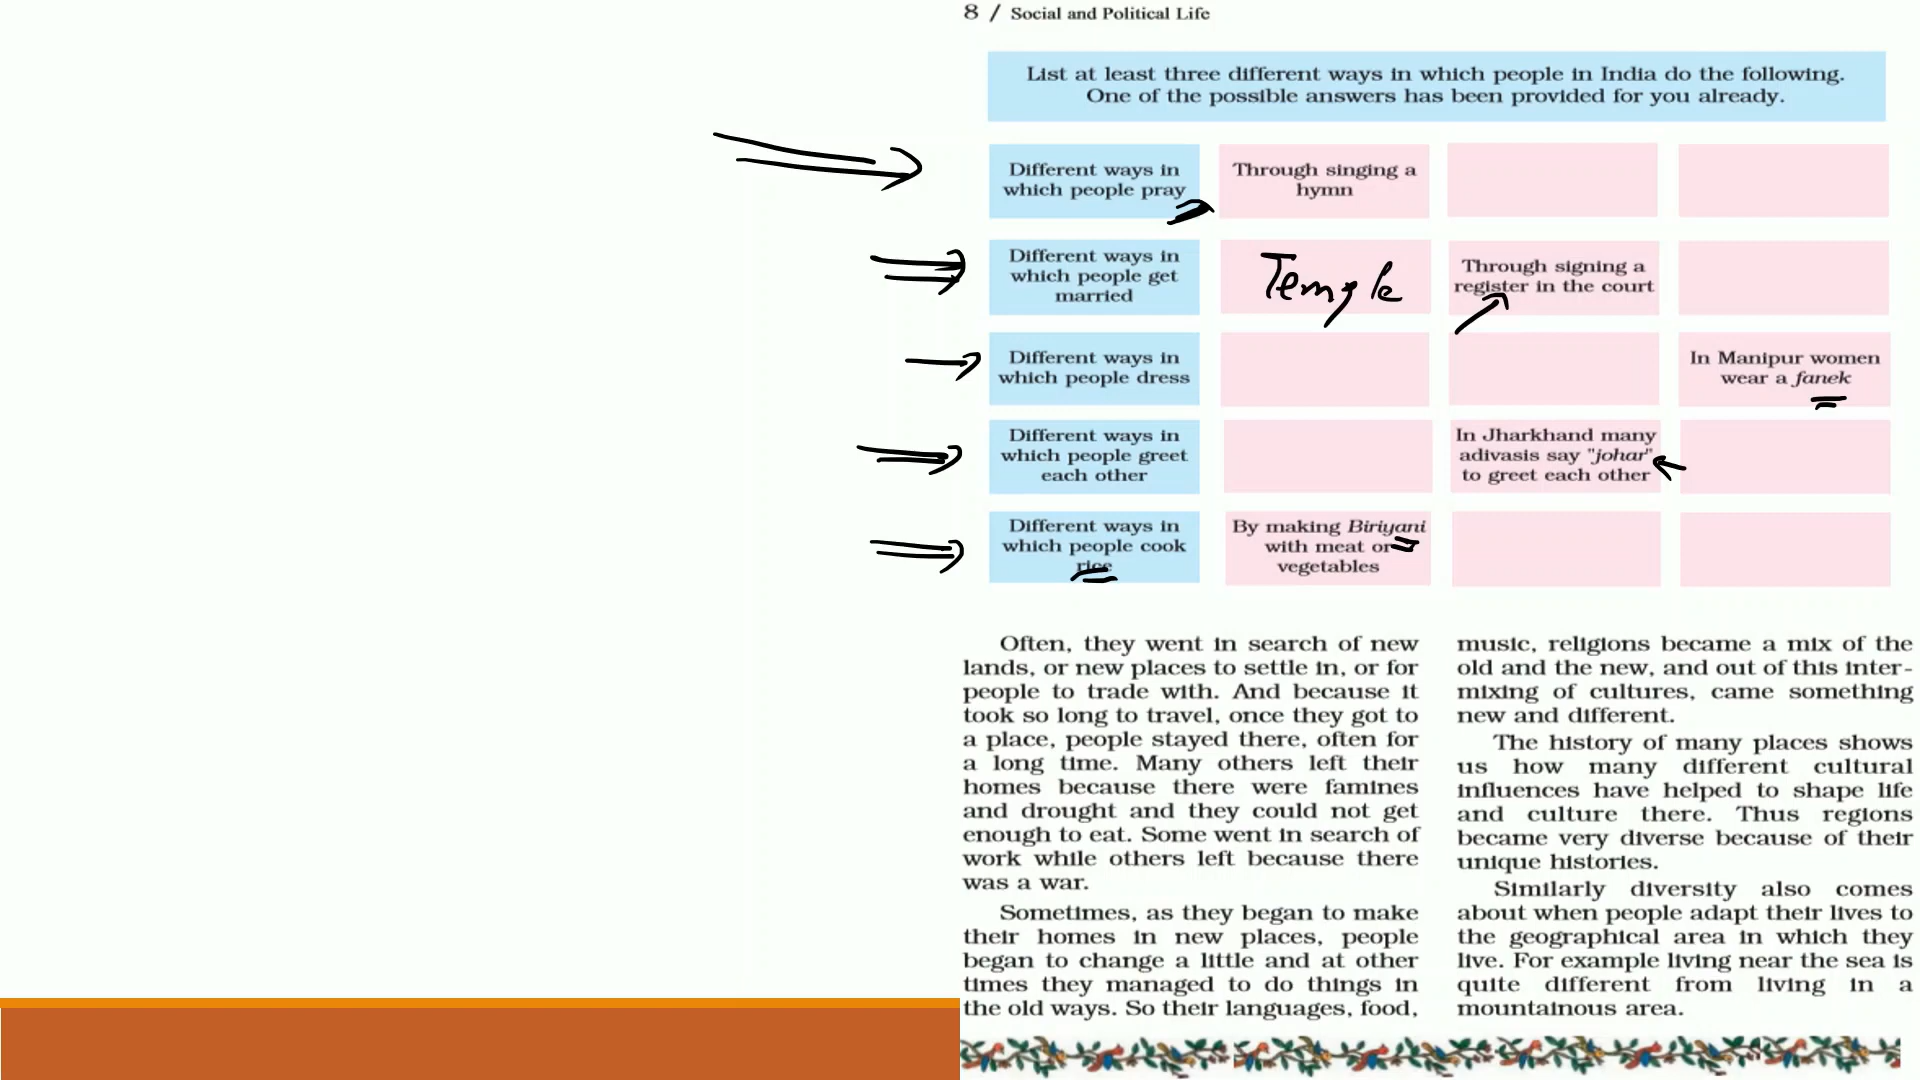 8 / Social and Political Life
List at least three different ways in which people in India do the following.
One of the possible answers has been provided for you already.
Different ways in
which people pray
Through singing a
hymn
Different ways in
which people get
married
Temple
Through signing a
register in the court
Different ways in
which people dress
In Manipur women
wear a fanek
Different ways in
which people greet
each other
In Jharkhand many
adivasis say "johar"
to greet each other
Different ways in
which people cook
rice
By making Biriyani
with meat or
vegetables
Often, they went in search of new
lands, or new places to settle in, or for
people to trade with. And because it
took so long to travel, once they got to
a place, people stayed there, often for
a long time. Many others left their
homes because there were famines
and drought and they could not get
enough to eat. Some went in search of
work while others left because there
was a war.
Sometimes, as they began to make
their homes in new places, people
began to change a little and at other
times they managed to do things in
the old ways. So their languages, food,
music, religions became a mix of the
old and the new, and out of this inter-
mixing of cultures, came something
new and different.
The history of many places shows
us how many different cultural
influences have helped to shape life
and culture there. Thus regions
became very diverse because of their
unique histories.
Similarly diversity also comes
about when people adapt their lives to
the geographical area in which they
live. For example living near the sea is
quite different from living in a
mountainous area.